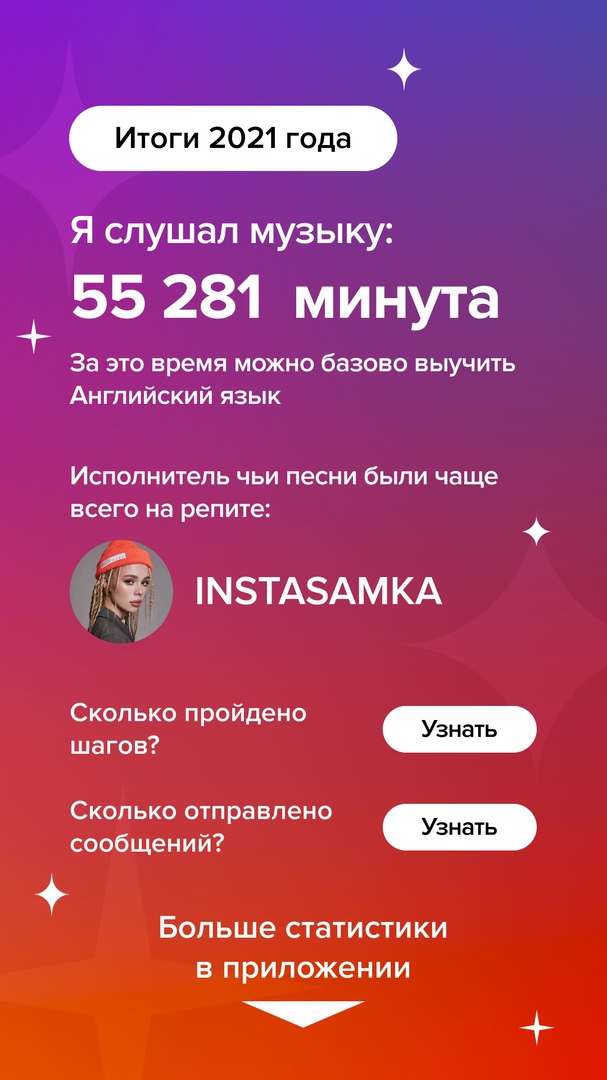 Итоги 2021 года
Я слушал музыку:
55 281 минута
За это время можно базово выучить
Английский язык
Исполнитель чьи песни были чаще
всего на репите:
INSTASAMKA
Сколько пройдено
шагов?
Узнать
Сколько отправлено
сообщений?
Узнать
Больше статистики
в приложении